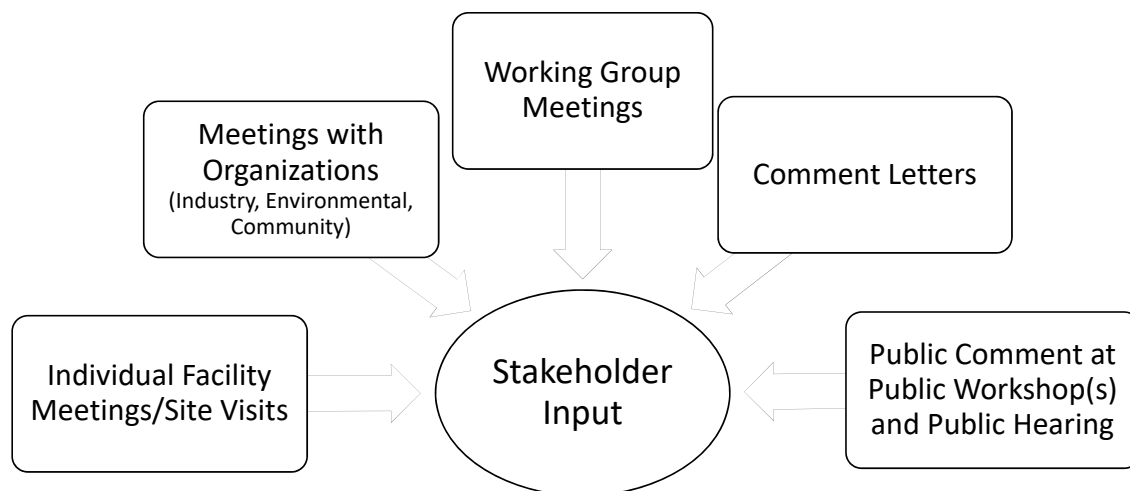 Working Group
Meetings
Meetings with
Organizations
(Industry, Environmental,
Community)
Comment Letters
Individual Facility
Meetings/Site Visits
Stakeholder
Input
Public Comment at
Public Workshop(s)
and Public Hearing